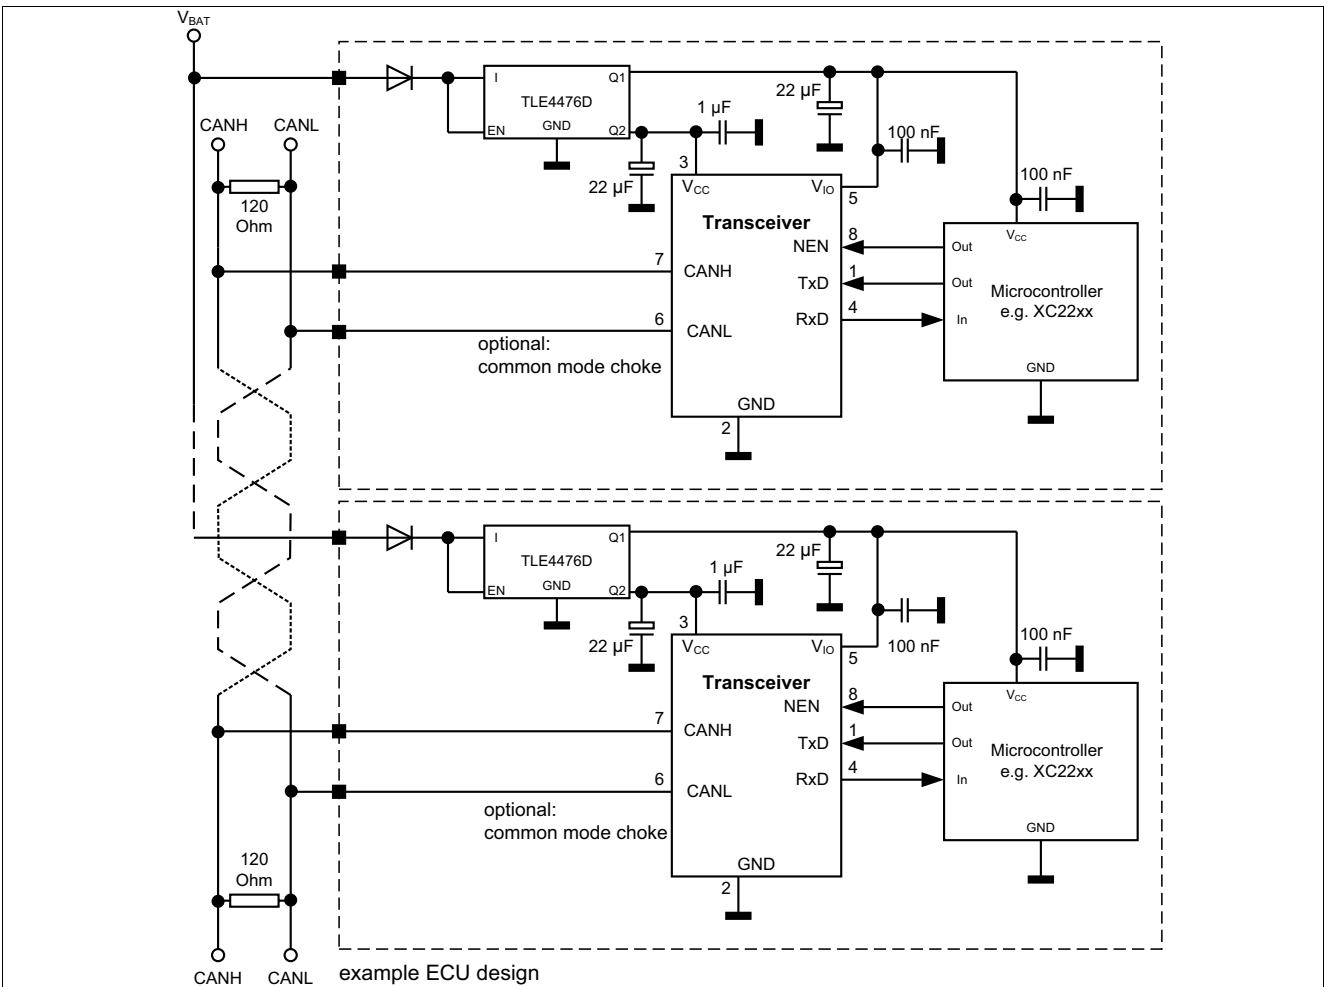 VBAT
CANH
CANL
120
Ohm
I
Q1
TLE4476D
EN
GND
Q2
1 µF
22 µF
100 nF
22 µF
100 nF
3
VCC
VIO
5
Transceiver
NEN
8
TxD
1
RxD
4
7
CANH
6
CANL
optional:
common mode choke
GND
2
VCC
Out
Out
In
Microcontroller
e.g. XC22xx
GND
I
Q1
TLE4476D
EN
GND
Q2
1 µF
22 µF
100 nF
22 µF
100 nF
3
VCC
VIO
5
Transceiver
NEN
8
TxD
1
RxD
4
7
CANH
6
CANL
optional:
common mode choke
GND
2
VCC
Out
Out
In
Microcontroller
e.g. XC22xx
GND
120
Ohm
CANH
CANL
example ECU design